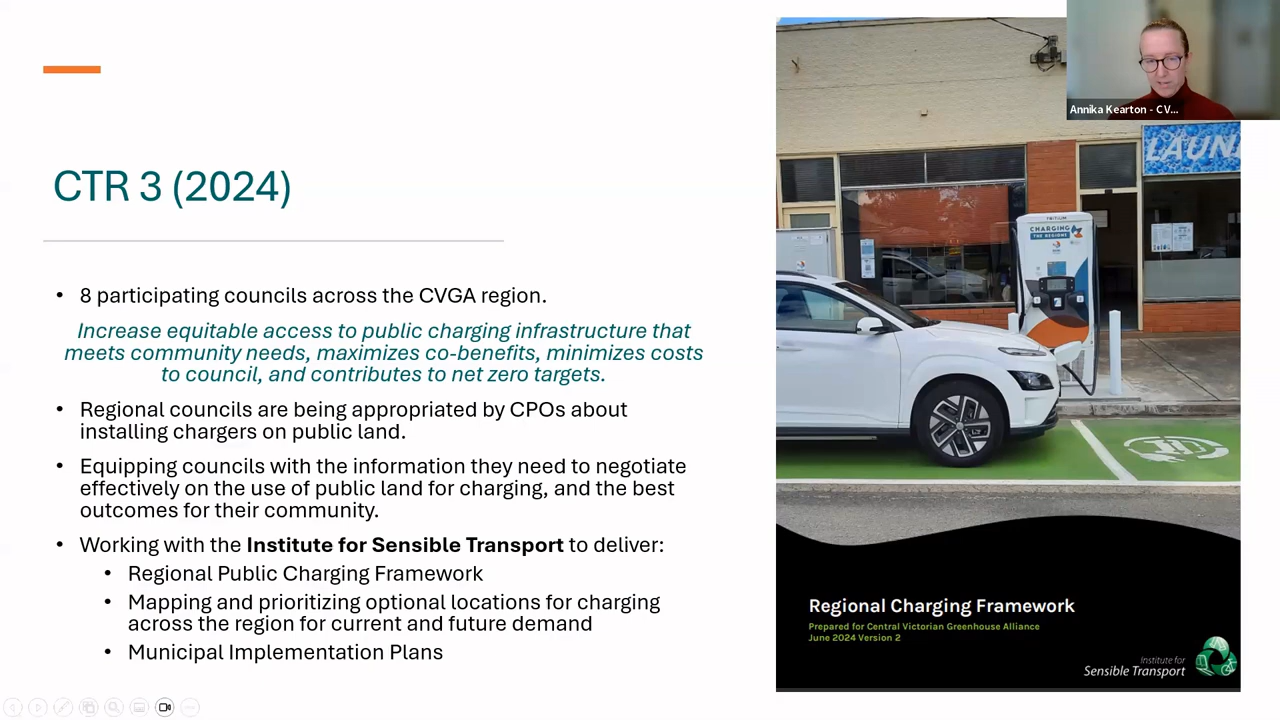 CTR 3 (2024)
• 8 participating councils across the CVGA region.
Increase equitable access to public charging infrastructure that
meets community needs, maximizes co-benefits, minimizes costs
to council, and contributes to net zero targets.
• Regional councils are being appropriated by CPOs about
installing chargers on public land.
• Equipping councils with the information they need to negotiate
effectively on the use of public land for charging, and the best
outcomes for their community.
• Working with the Institute for Sensible Transport to deliver:
• Regional Public Charging Framework
• Mapping and prioritizing optional locations for charging
across the region for current and future demand
• Municipal Implementation Plans
Annika Kearton - CV...
LAUN
TRITIUM
CHARGING
THE REGIONS
Regional Charging Framework
Prepared for Central Victorian Greenhouse Alliance
June 2024 Version 2
Institute for
Sensible Transport